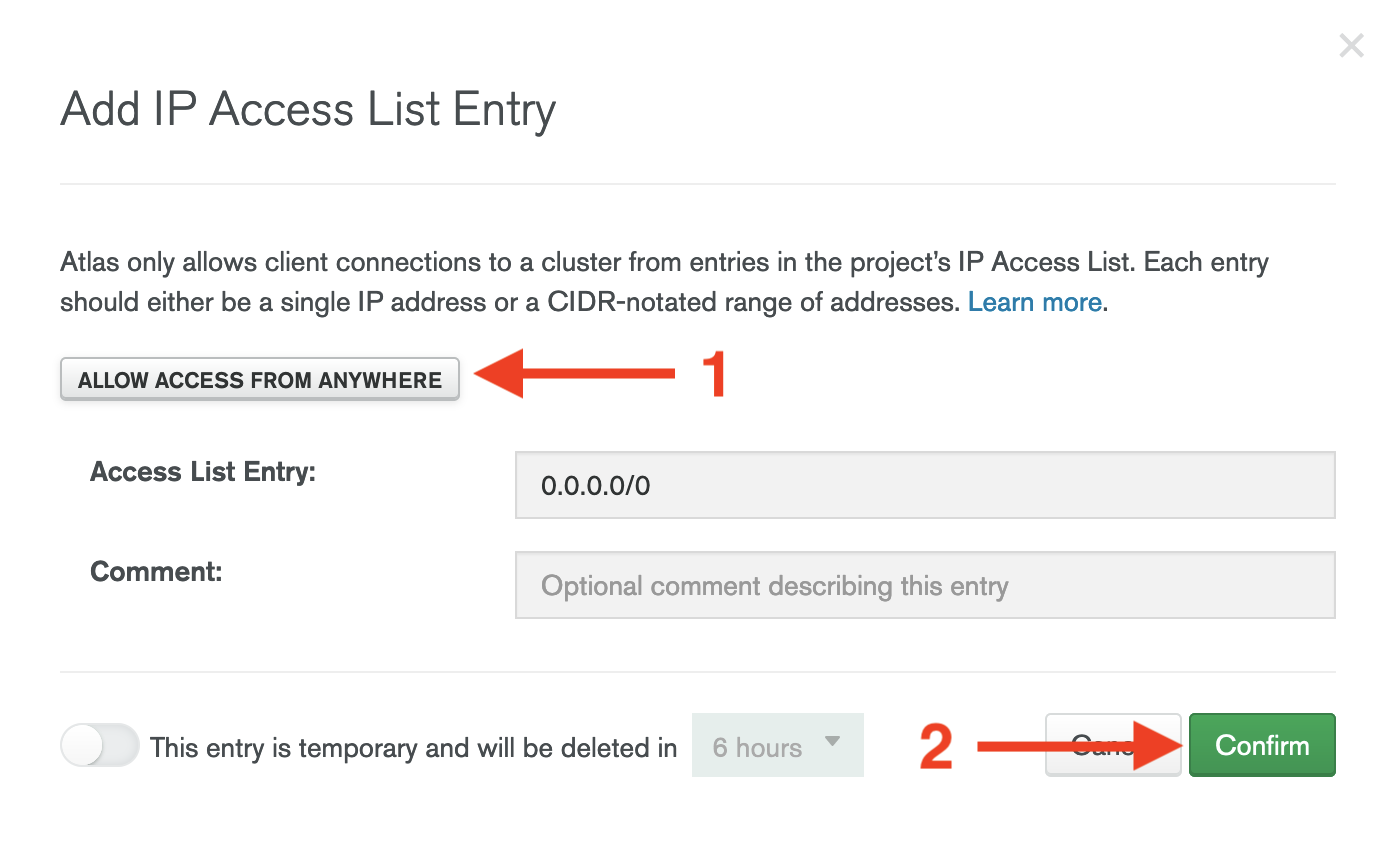 Add IP Access List Entry
Atlas only allows client connections to a cluster from entries in the project's IP Access List. Each entry
should either be a single IP address or a CIDR-notated range of addresses. Learn more.
ALLOW ACCESS FROM ANYWHERE 1
Access List Entry: 0.0.0.0/0
Comment: Optional comment describing this entry
This entry is temporary and will be deleted in 6 hours 2 Confirm